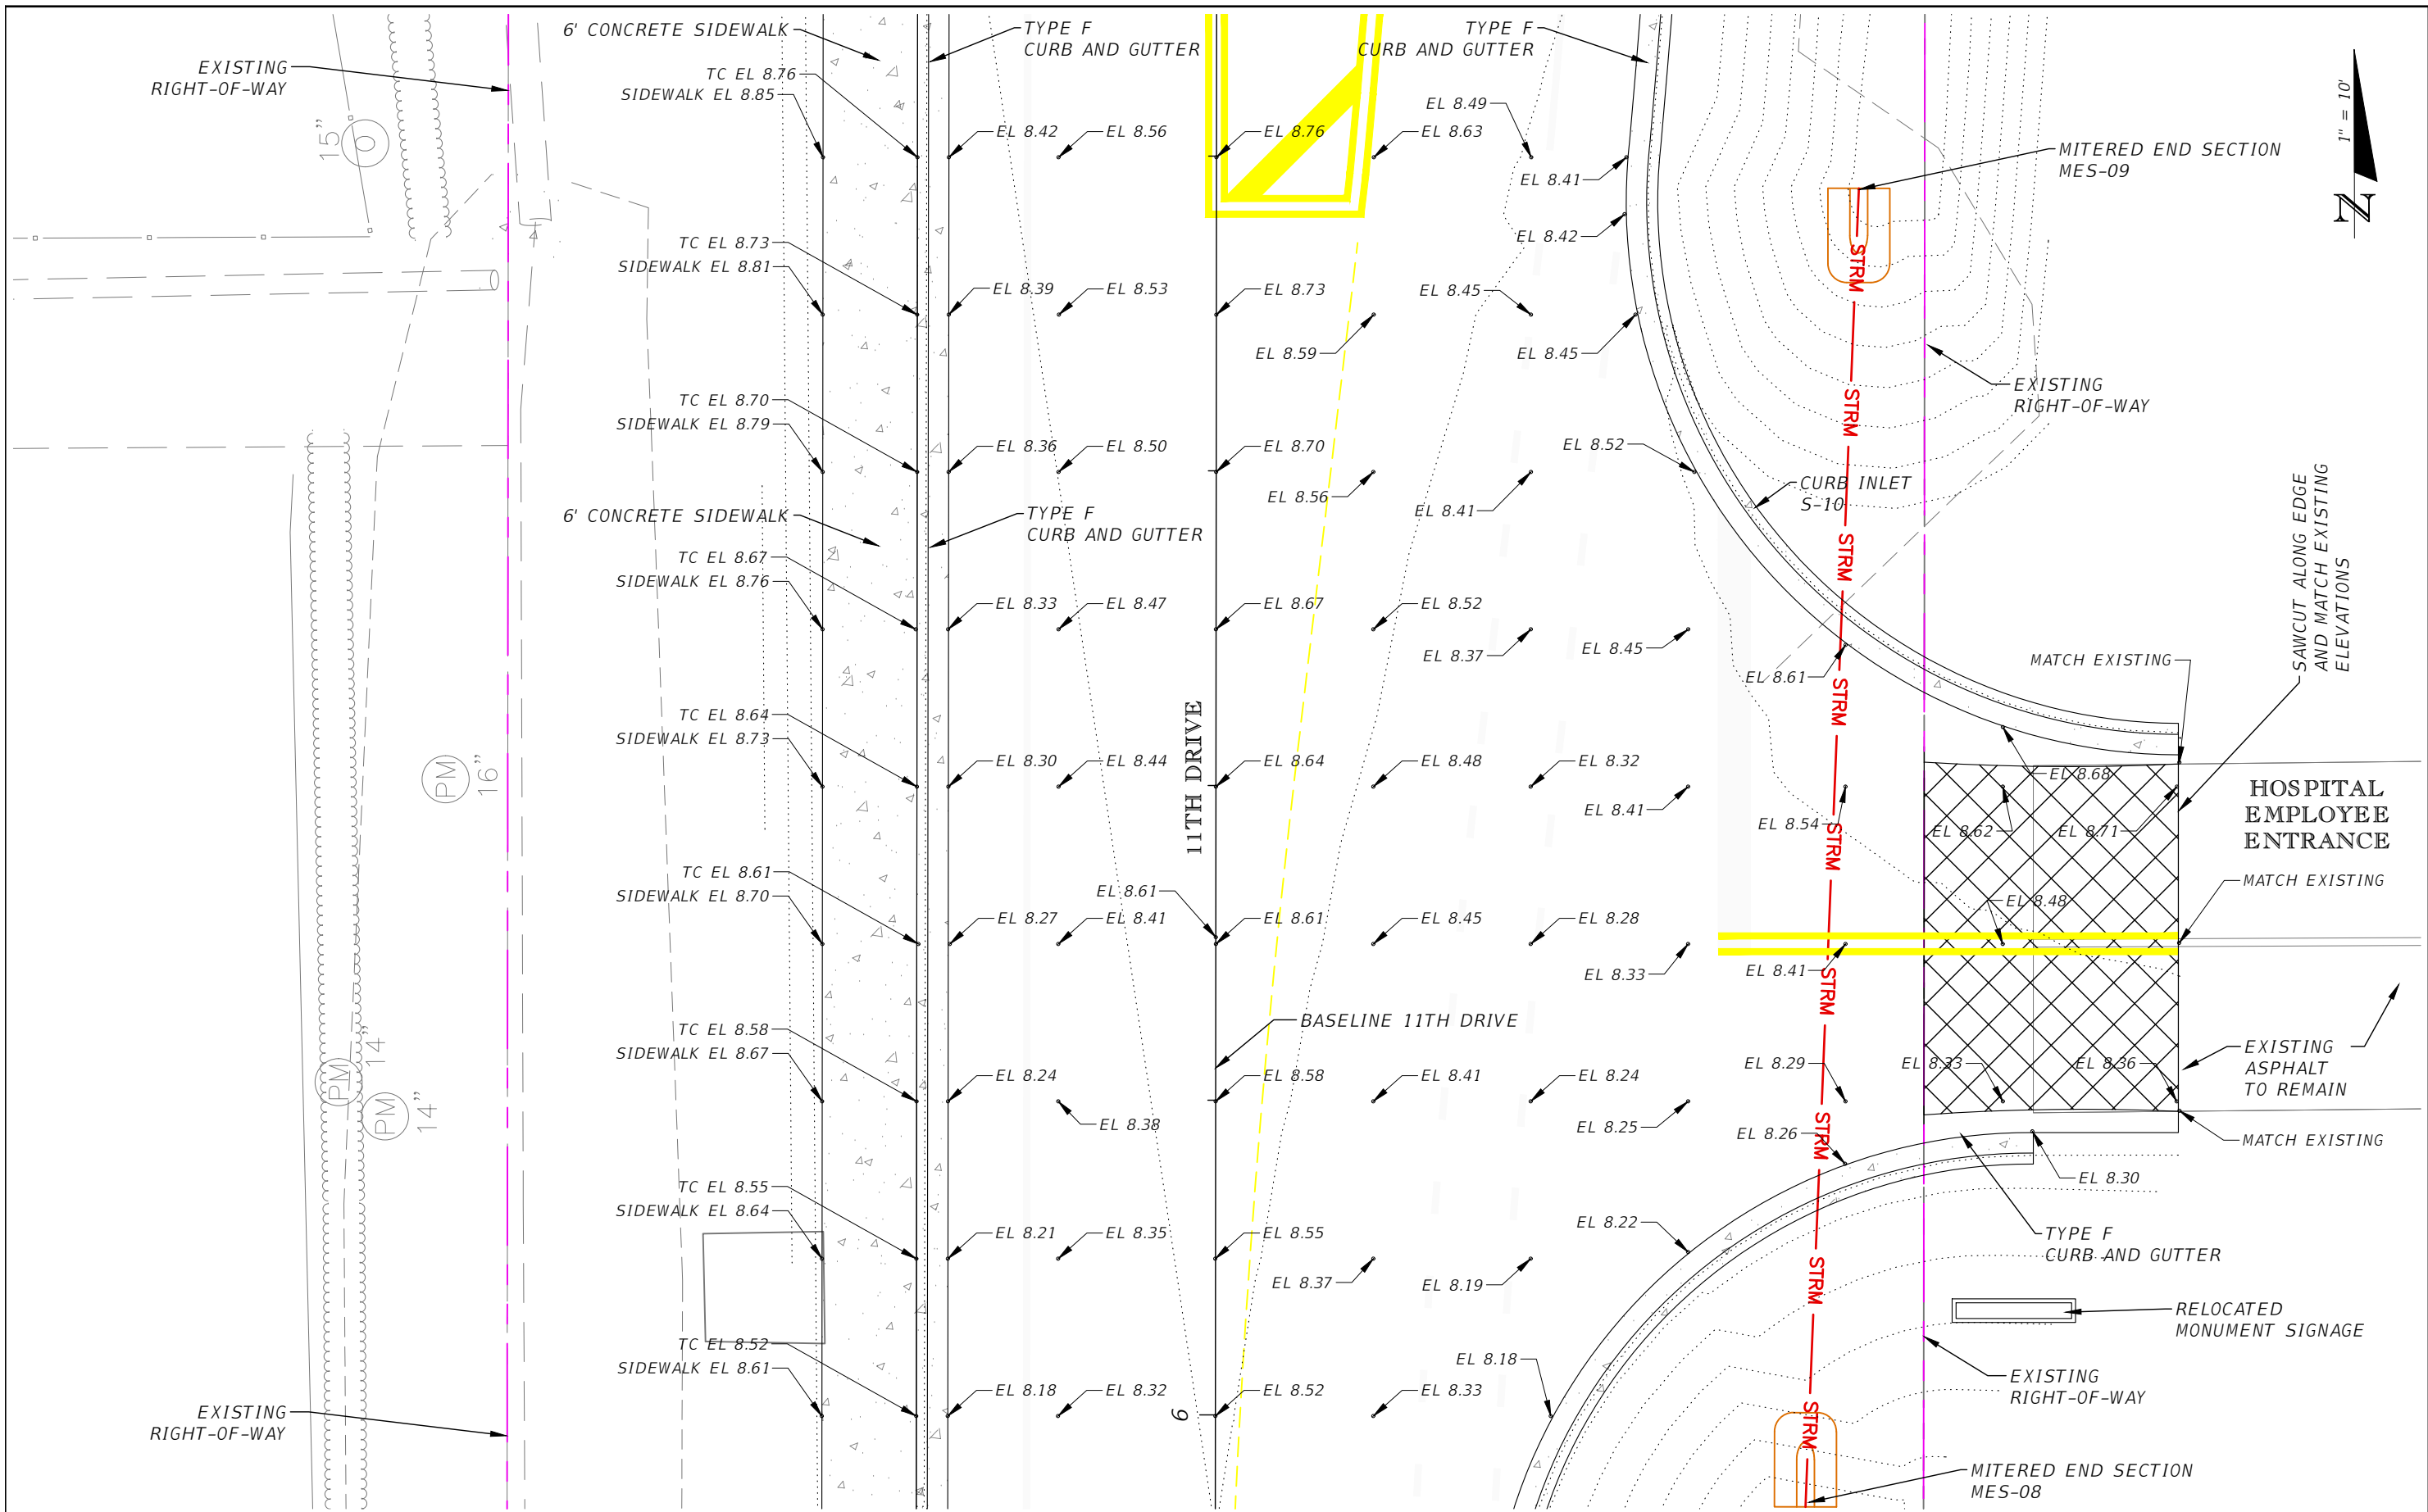 6' CONCRETE SIDEWALK
TYPE F
CURB AND GUTTER
TYPE F
CURB AND GUTTER
EXISTING
RIGHT-OF-WAY
TC EL 8.76
SIDEWALK EL 8.85
EL 8.42
EL 8.56
EL 8.76
EL 8.63
EL 8.49
EL 8.41
EL 8.42
1" = 10'
N
MITERED END SECTION
MES-09
15"
O
TC EL 8.73
SIDEWALK EL 8.81
EL 8.39
EL 8.53
EL 8.73
EL 8.45
EL 8.59
EL 8.45
STRM
EXISTING
RIGHT-OF-WAY
STRM
TC EL 8.70
SIDEWALK EL 8.79
EL 8.36
EL 8.50
EL 8.70
EL 8.56
EL 8.41
EL 8.52
CURB INLET
S-10
6' CONCRETE SIDEWALK
TYPE F
CURB AND GUTTER
SAWCUT ALONG EDGE
AND MATCH EXISTING
ELEVATIONS
STRM
TC EL 8.67
SIDEWALK EL 8.76
EL 8.33
EL 8.47
EL 8.67
EL 8.52
EL 8.37
EL 8.45
EL 8.61
MATCH EXISTING
STRM
TC EL 8.64
SIDEWALK EL 8.73
EL 8.30
EL 8.44
11TH DRIVE
EL 8.64
EL 8.48
EL 8.32
EL 8.41
EL 8.54
EL 8.68
EL 8.62
EL 8.71
HOSPITAL
EMPLOYEE
ENTRANCE
PM
16"
STRM
TC EL 8.61
SIDEWALK EL 8.70
EL 8.27
EL 8.41
EL 8.61
EL 8.61
EL 8.45
EL 8.28
EL 8.33
EL 8.41
EL 8.48
MATCH EXISTING
STRM
BASELINE 11TH DRIVE
TC EL 8.58
SIDEWALK EL 8.67
EL 8.24
EL 8.38
EL 8.58
EL 8.41
EL 8.24
EL 8.25
EL 8.29
EL 8.33
EL 8.36
EXISTING
ASPHALT
TO REMAIN
PM
14"
PM
14"
EL 8.26
STRM
MATCH EXISTING
EL 8.30
TC EL 8.55
SIDEWALK EL 8.64
EL 8.21
EL 8.35
EL 8.55
EL 8.37
EL 8.19
EL 8.22
TYPE F
CURB AND GUTTER
STRM
RELOCATED
MONUMENT SIGNAGE
TC EL 8.52
SIDEWALK EL 8.61
EL 8.18
EL 8.32
6
EL 8.52
EL 8.33
EL 8.18
EXISTING
RIGHT-OF-WAY
EXISTING
RIGHT-OF-WAY
STRM
MITERED END SECTION
MES-08